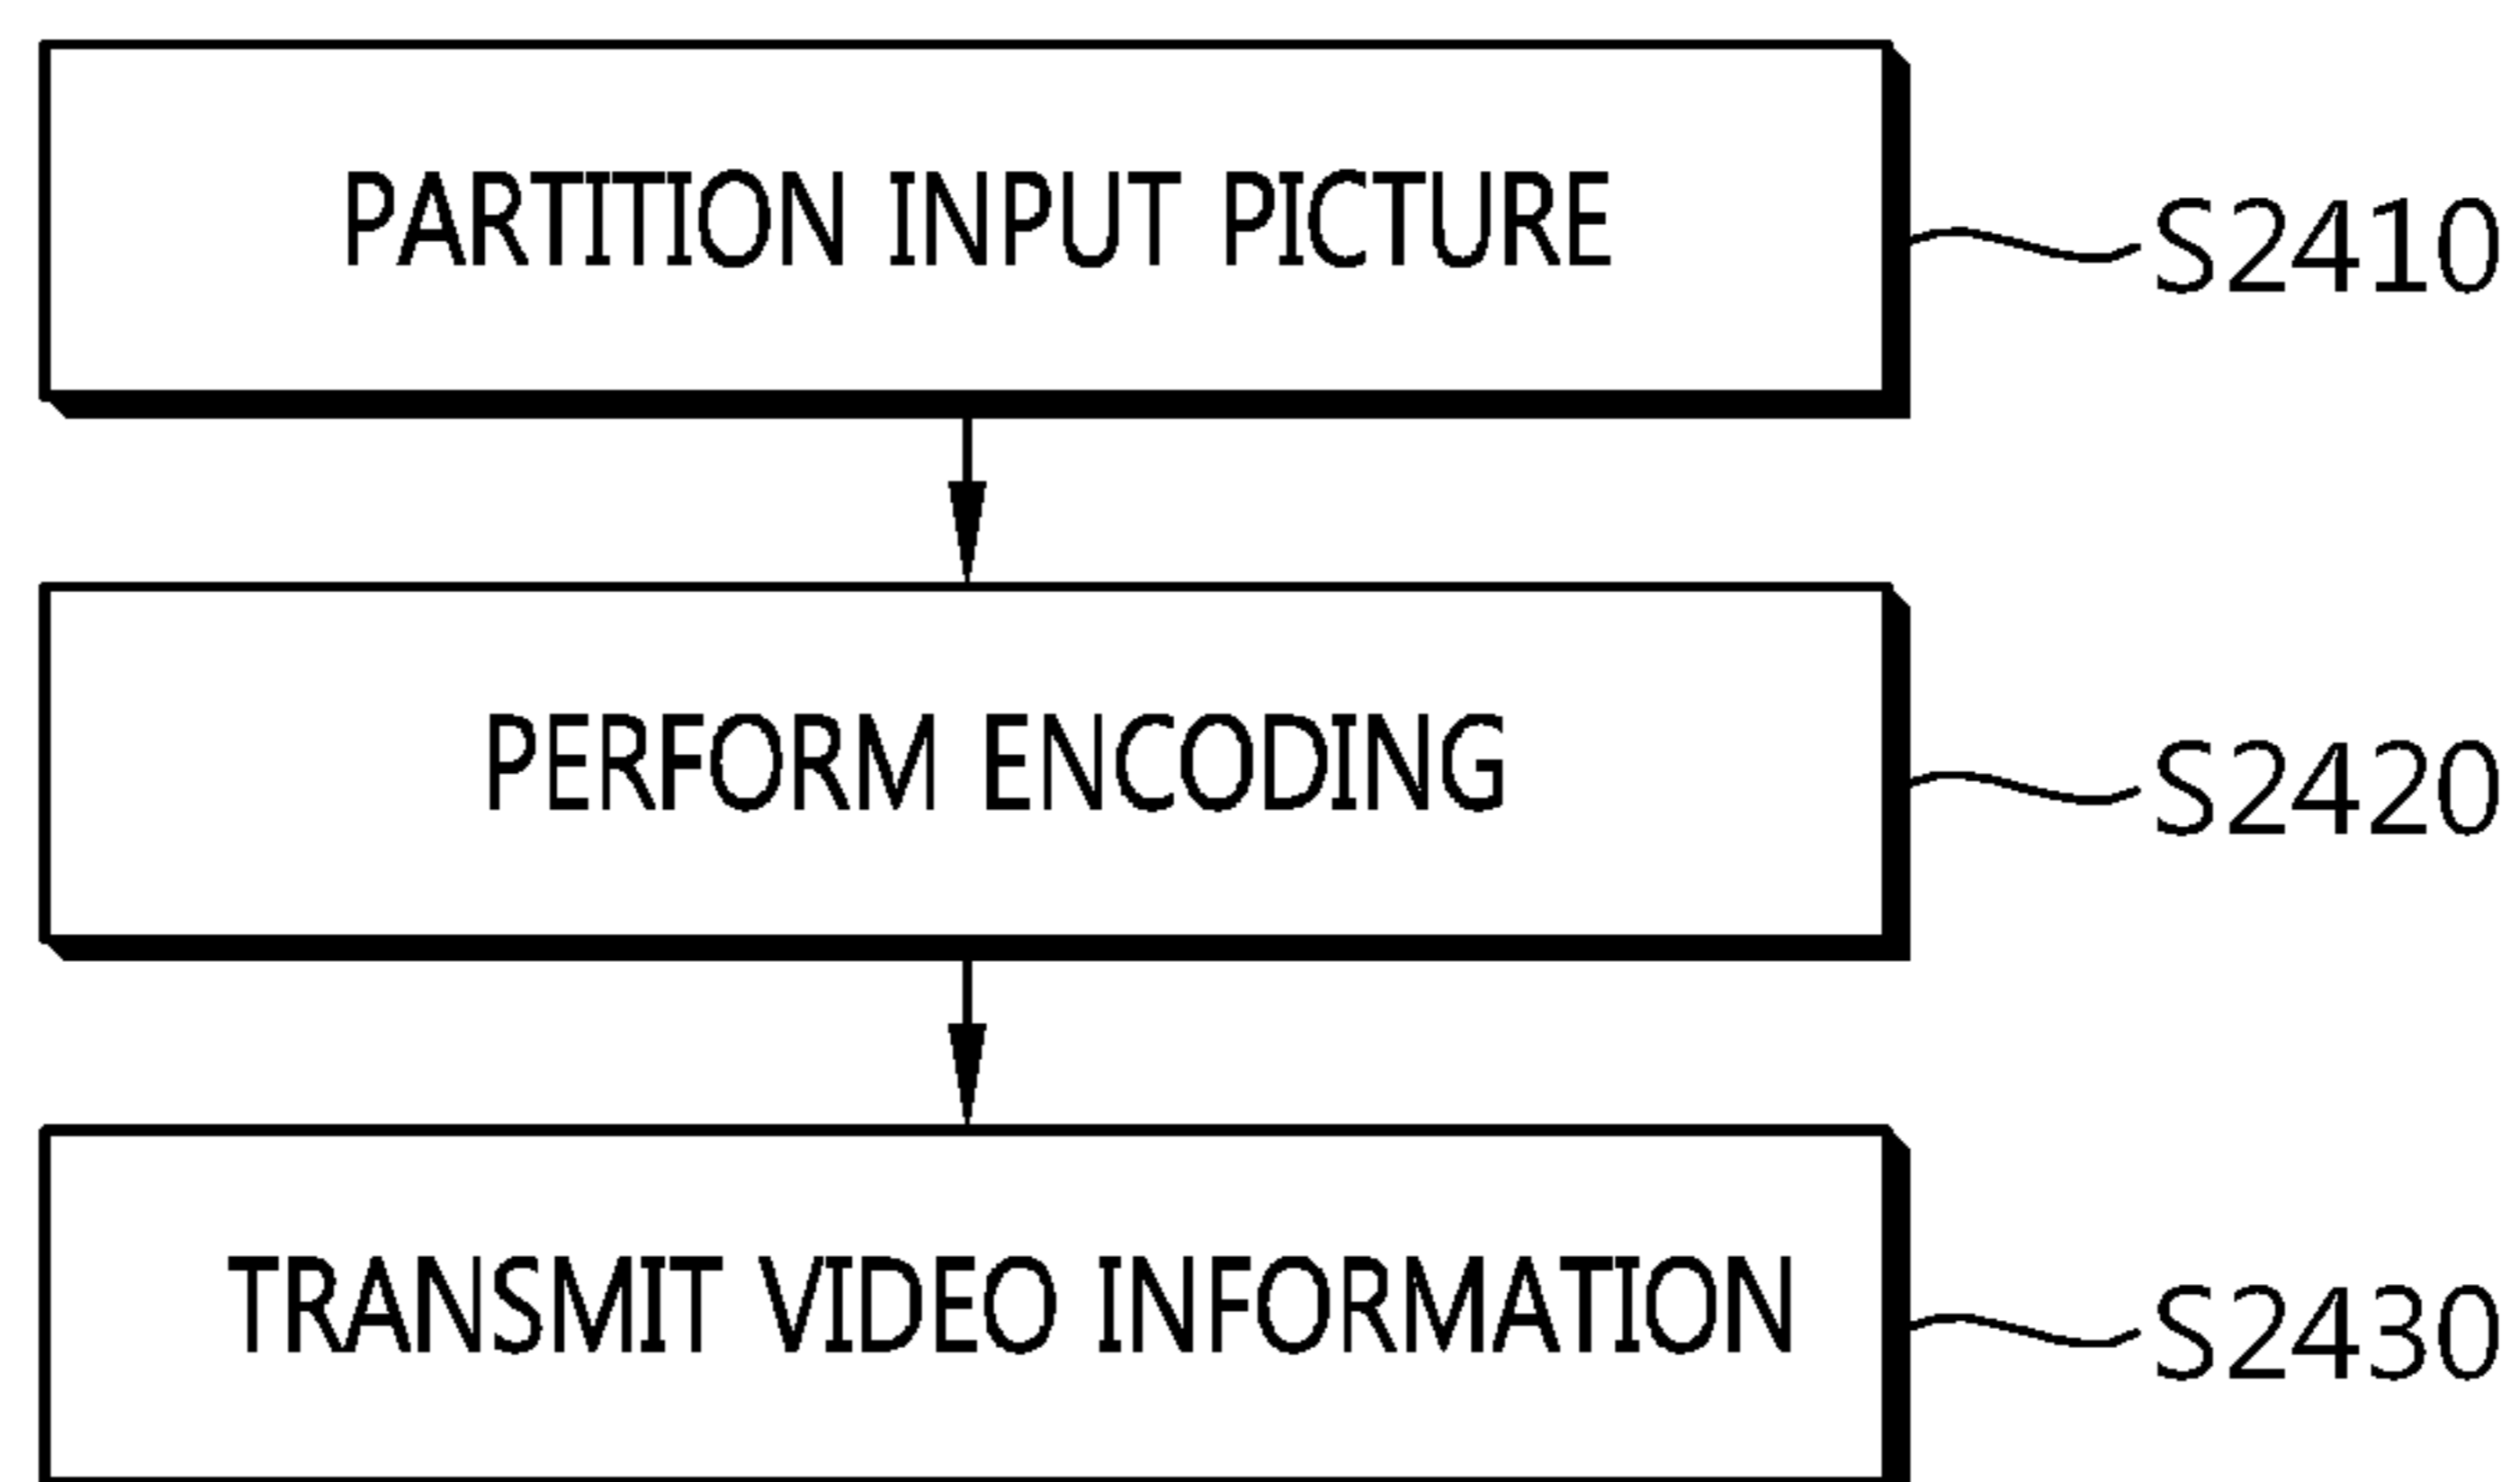 PARTITION INPUT PICTURE
S2410
PERFORM ENCODING
S2420
TRANSMIT VIDEO INFORMATION
S2430